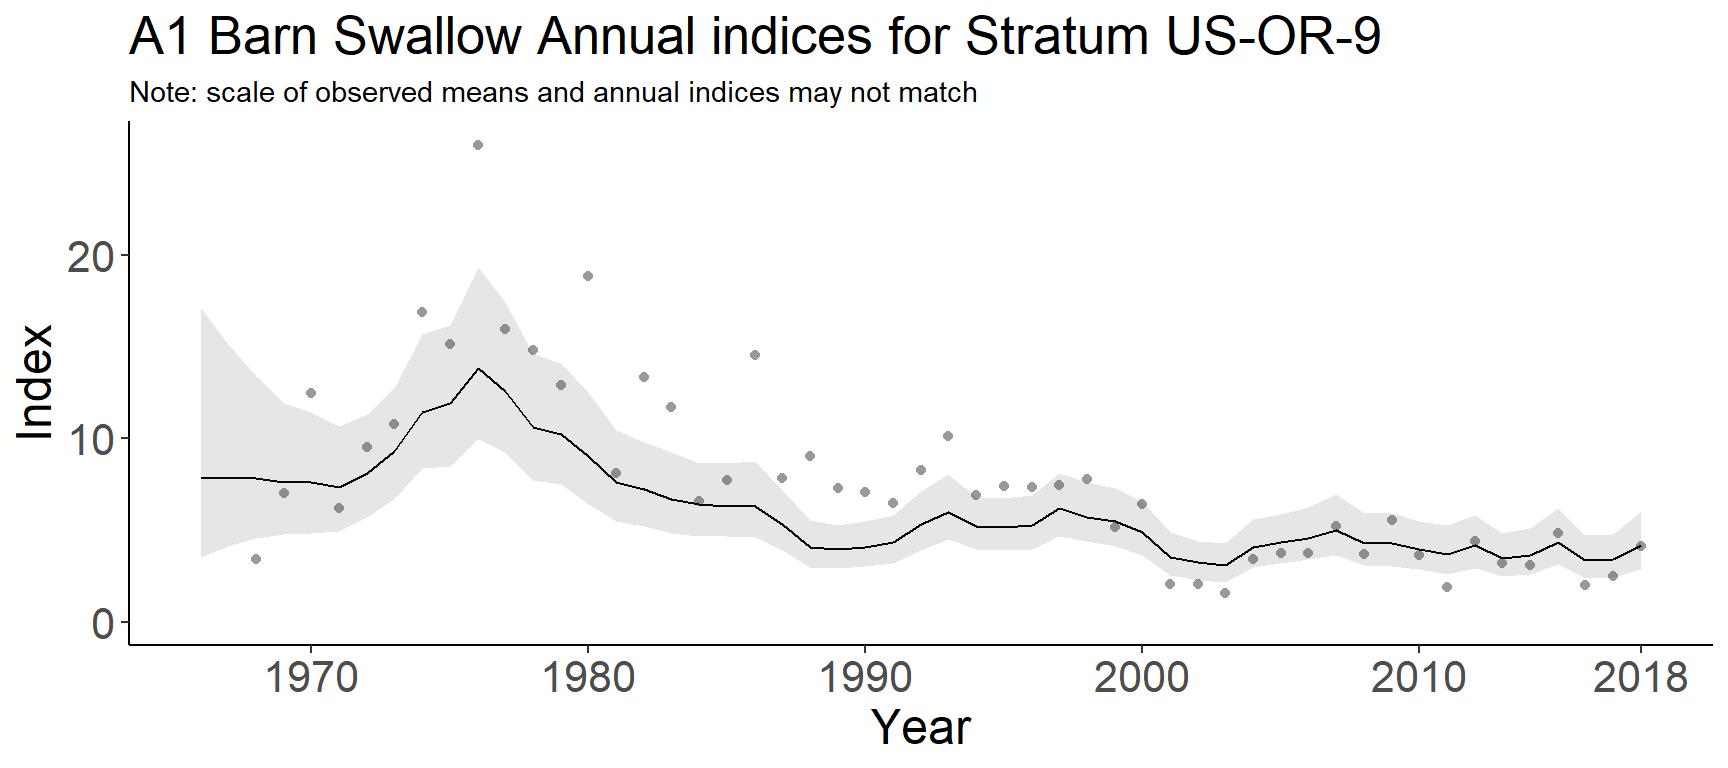 A1 Barn Swallow Annual indices for Stratum US-OR-9
Note: scale of observed means and annual indices may not match
Index
20
10
0
1970 1980 1990 2000 2010 2018
Year